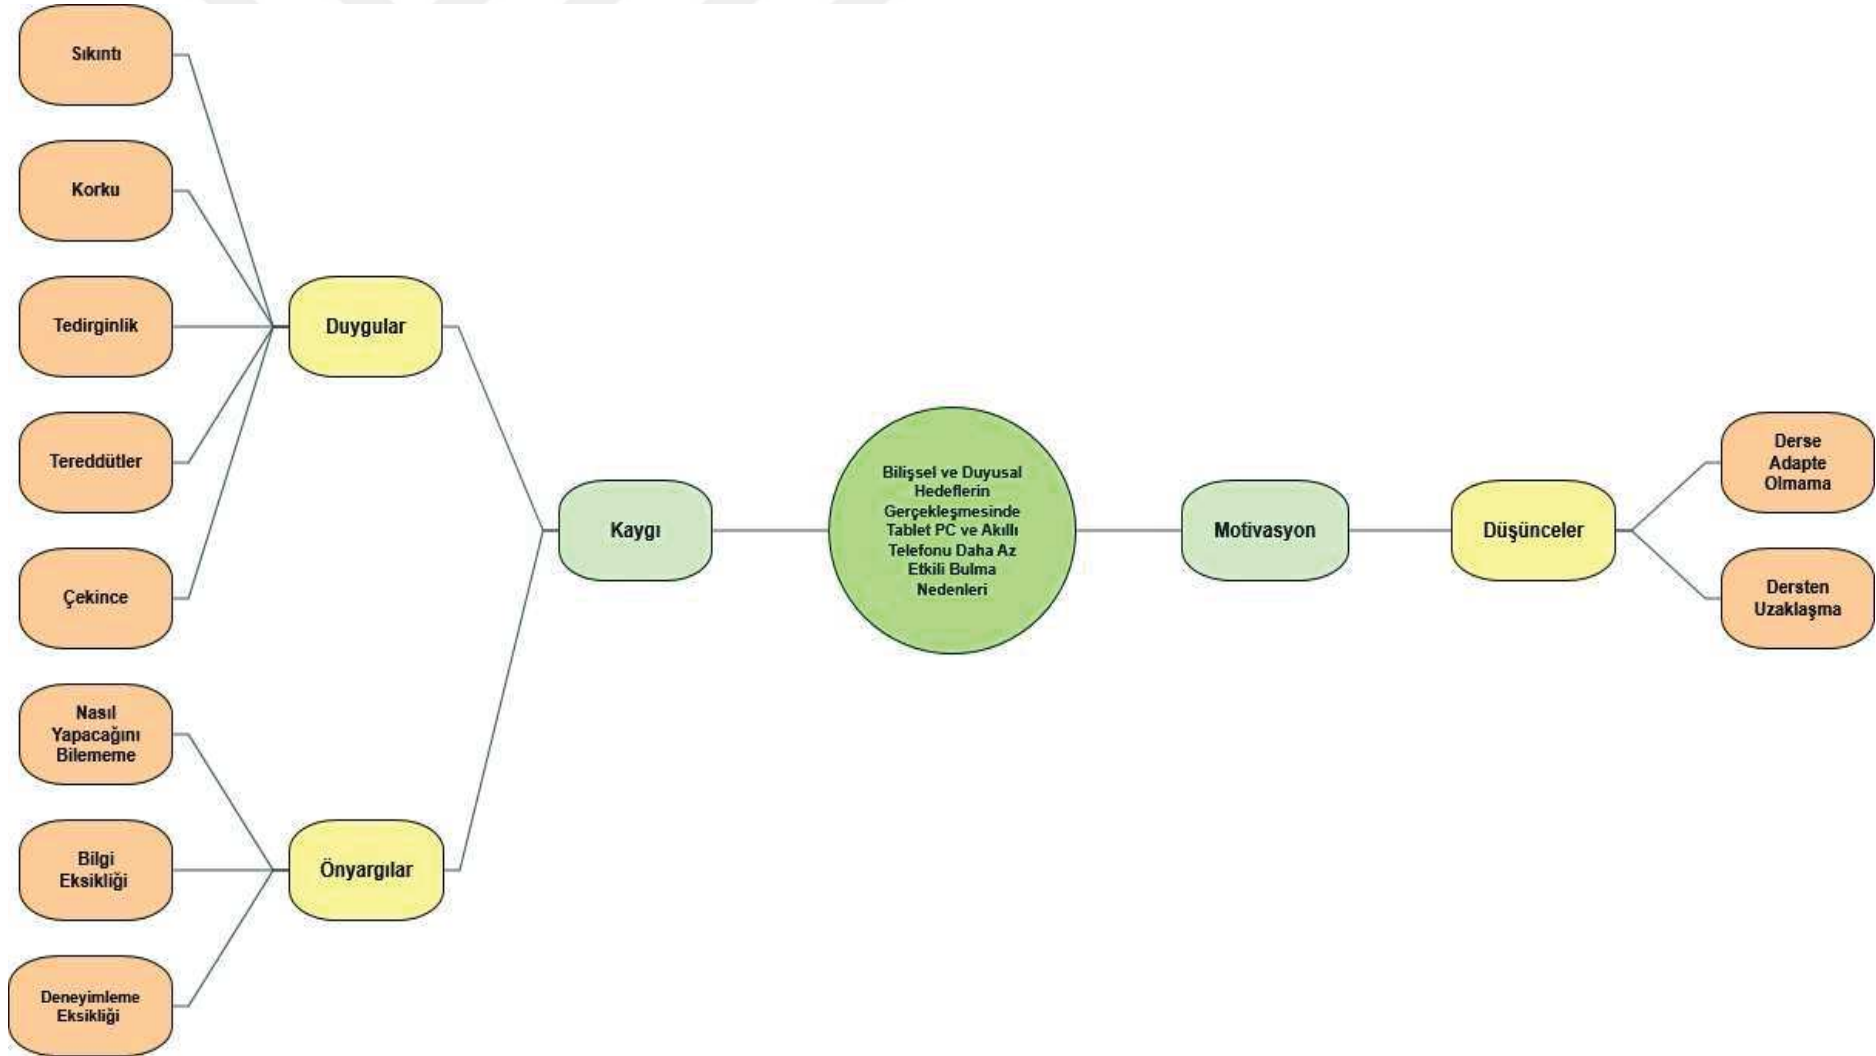 Sıkıntı
Korku
Tedirginlik
Tereddütler
Çekince
Nasıl
Yapacağını
Bilememe
Bilgi
Eksikliği
Deneyimleme
Eksikliği
Duygular
Önyargılar
Kaygı
Bilişsel ve Duyusal
Hedeflerin
Gerçekleşmesinde
Tablet PC ve Akıllı
Telefonu Daha Az
Etkili Bulma
Nedenleri
Motivasyon
Düşünceler
Derse
Adapte
Olmama
Dersten
Uzaklaşma